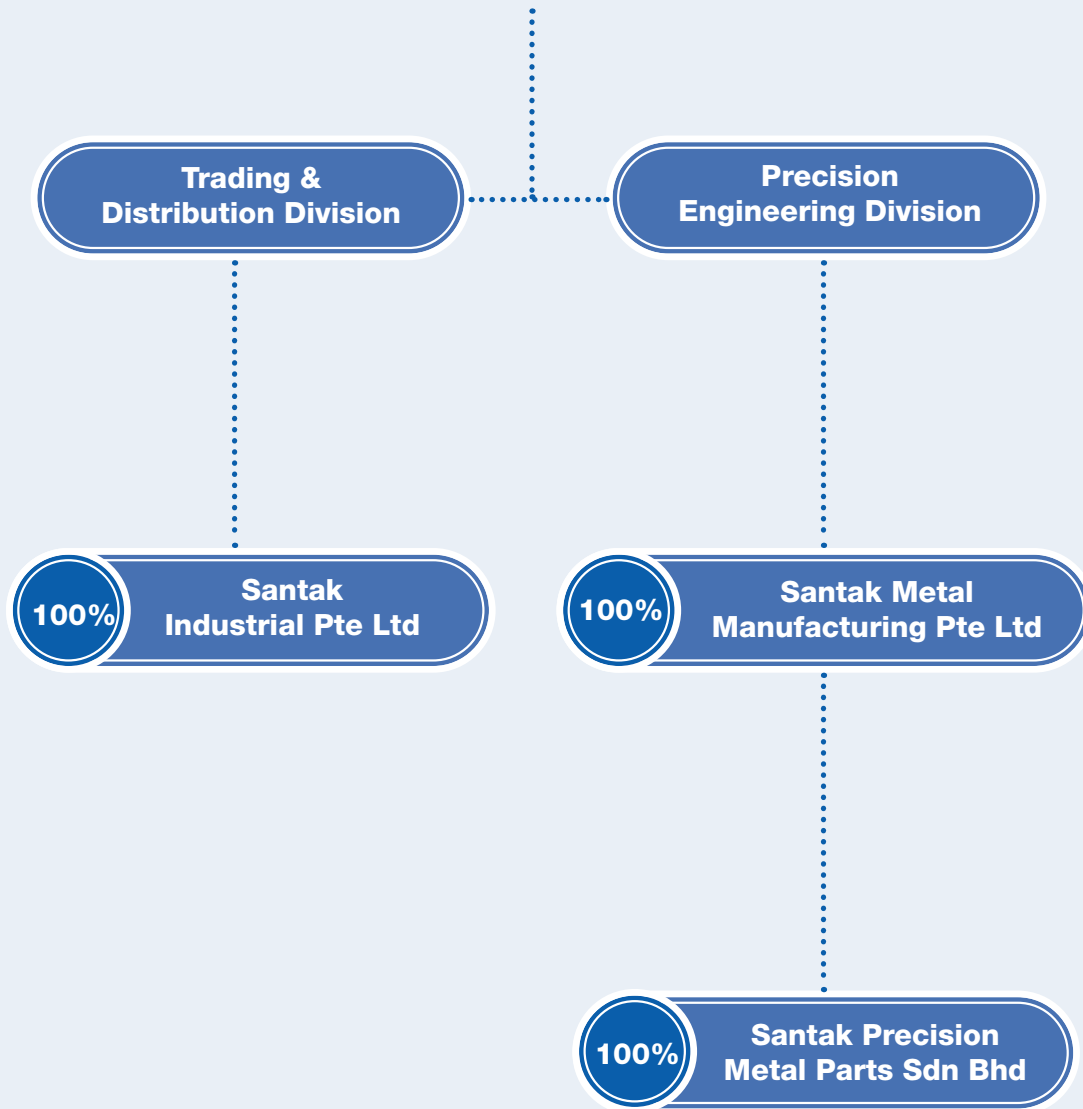 Trading &
Distribution Division
Precision
Engineering Division
100%
Santak
Industrial Pte Ltd
100%
Santak Metal
Manufacturing Pte Ltd
100%
Santak Precision
Metal Parts Sdn Bhd